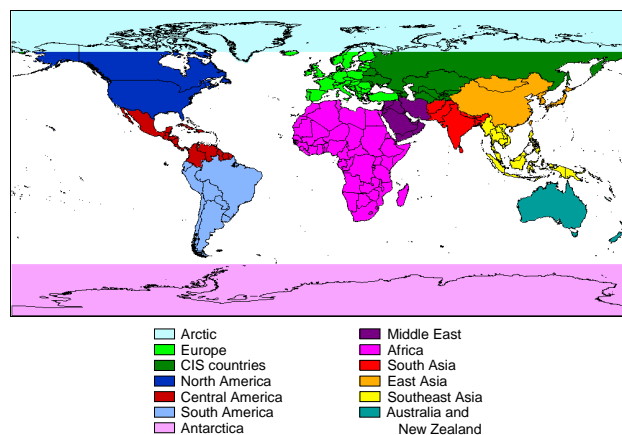 Arctic
Europe
CIS countries
North America
Central America
South America
Antarctica
Middle East
Africa
South Asia
East Asia
Southeast Asia
Australia and
New Zealand